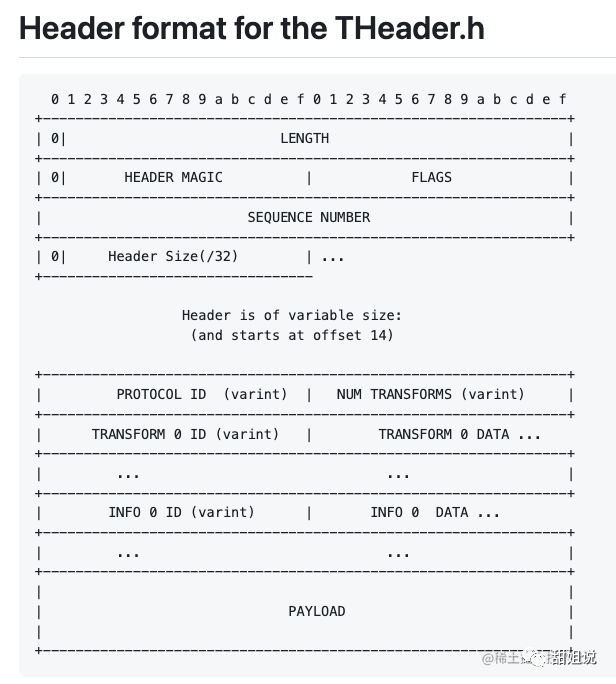 Header format for the THeader.h
0 1 2 3 4 5 6 7 8 9 a b c d e f 0 1 2 3 4 5 6 7 8 9 a b c d e f
+----------------------------------------------------------------+
| 0| LENGTH |
+----------------------------------------------------------------+
| 0| HEADER MAGIC | FLAGS |
+----------------------------------------------------------------+
| SEQUENCE NUMBER |
+----------------------------------------------------------------+
| 0| Header Size(/32) | ...
+---------------------------------
Header is of variable size:
(and starts at offset 14)
+----------------------------------------------------------------+
| PROTOCOL ID (varint) | NUM TRANSFORMS (varint) |
+----------------------------------------------------------------+
| TRANSFORM 0 ID (varint) | TRANSFORM 0 DATA ...
+----------------------------------------------------------------+
| ... ... |
+----------------------------------------------------------------+
| INFO 0 ID (varint) | INFO 0 DATA ...
+----------------------------------------------------------------+
| ... ... |
+----------------------------------------------------------------+
| |
| PAYLOAD |
| |
+----------------------------------------------------------------+
@稀土 甜姐说